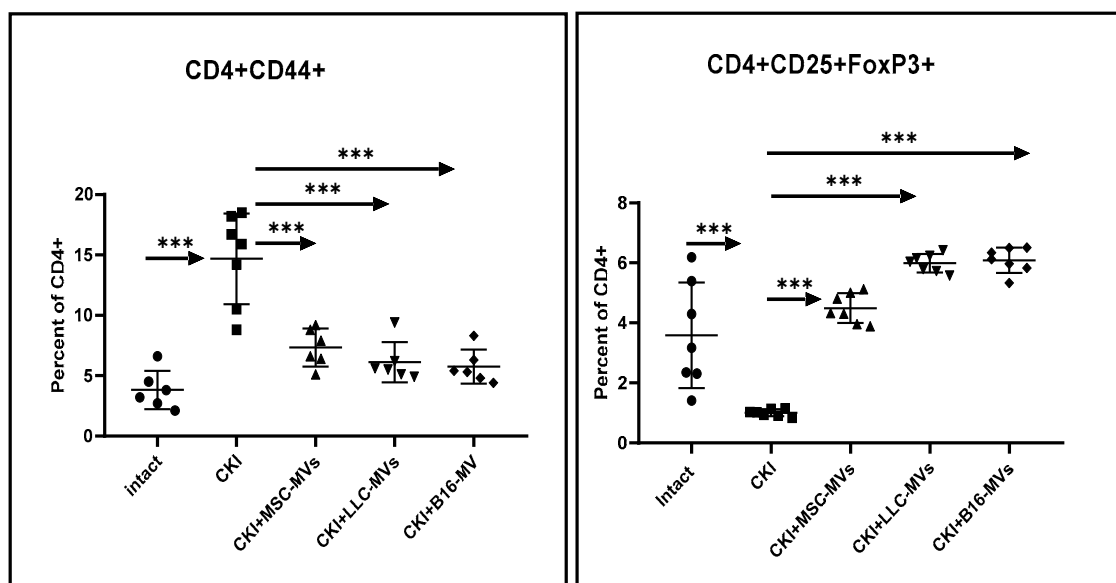 CD4+CD44+
***
***
***
***
Percent of CD4+
20
15
10
5
0
intact
CKI
CKI+MSC-MVs
CKI+LLC-MVs
CKI+B16-MV
CD4+CD25+FoxP3+
***
***
***
***
Percent of CD4+
8
6
4
2
0
Intact
CKI
CKI+MSC-MVs
CKI+LLC-MVs
CKI+B16-MVs